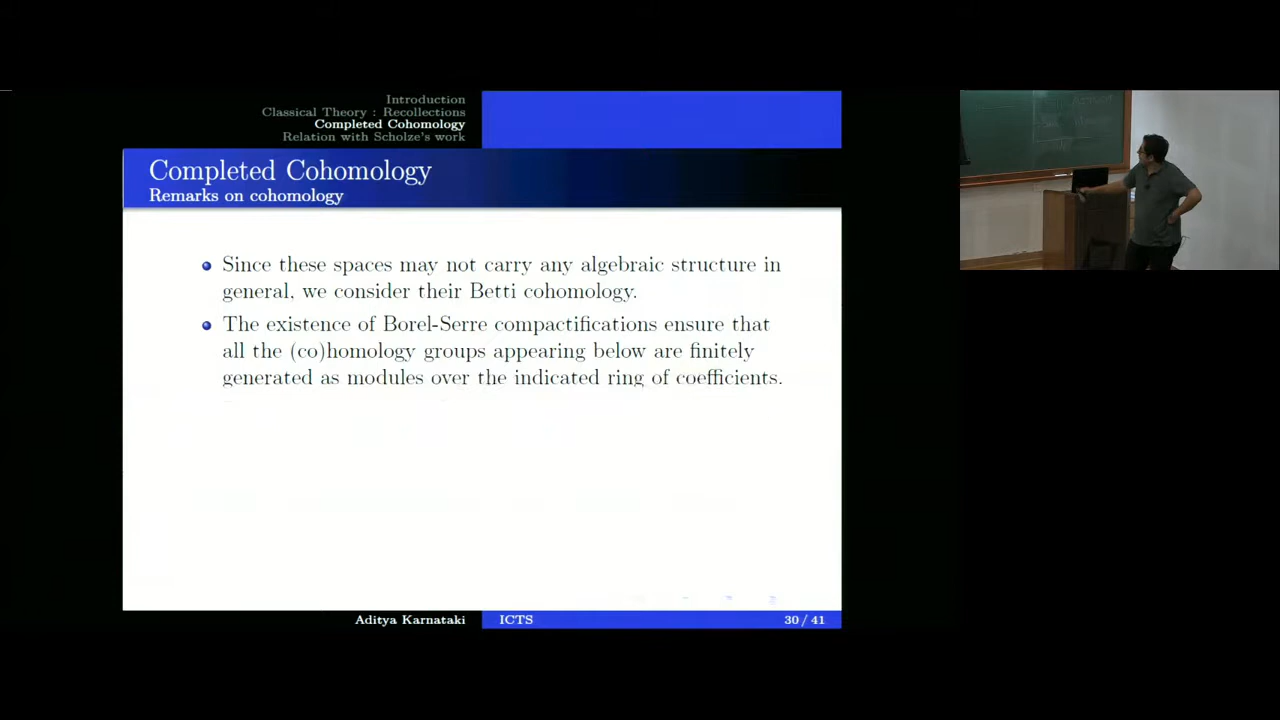 Introduction
Classical Theory : Recollections
Completed Cohomology
Relation with Scholze's work
Completed Cohomology
Remarks on cohomology
Since these spaces may not carry any algebraic structure in
general, we consider their Betti cohomology.
The existence of Borel-Serre compactifications ensure that
all the (co)homology groups appearing below are finitely
generated as modules over the indicated ring of coefficients.
Aditya Karnataki
ICTS
30 / 41